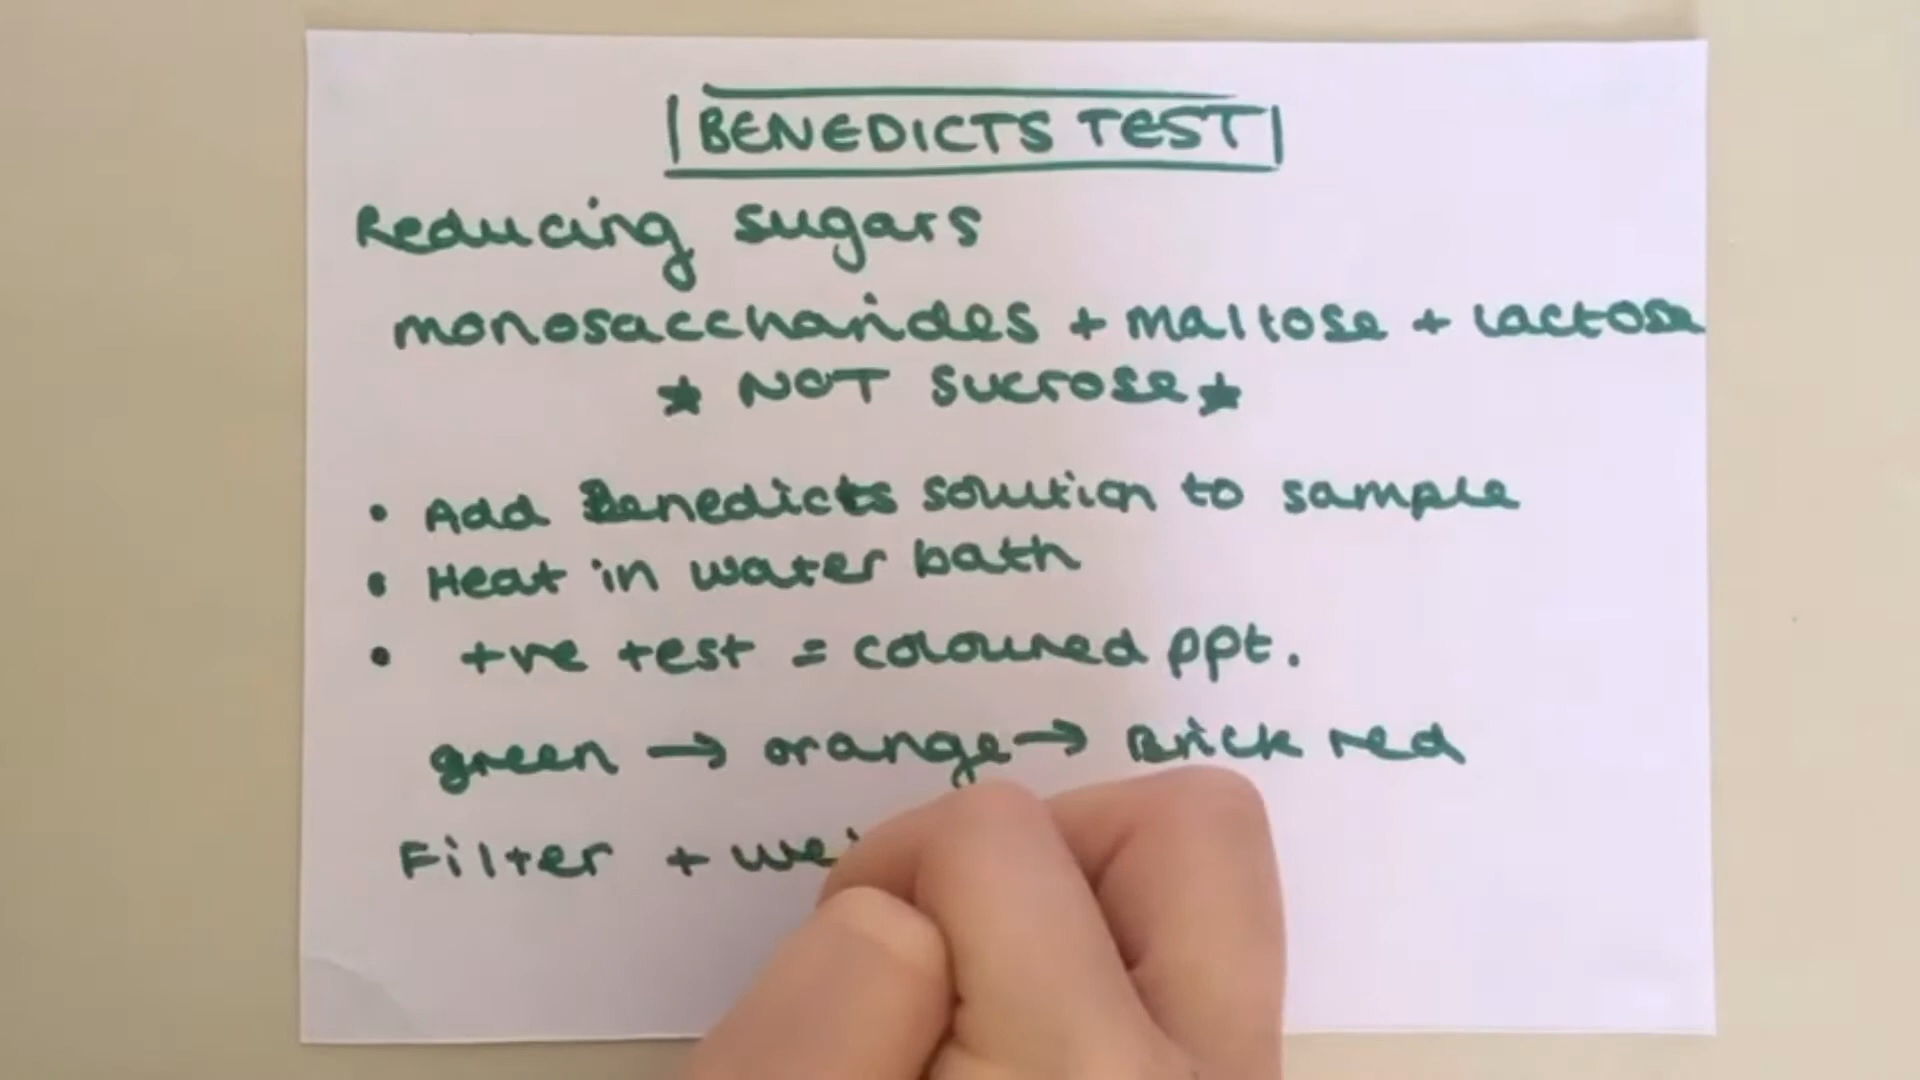 BENEDICTS TEST
Reducing sugars
monosaccharides + maltose + lactose
★ NOT sucrose ★
• Add Benedicts solution to sample
• Heat in water bath
• +ve test = coloured ppt.
green → orange → Brick red
Filter +